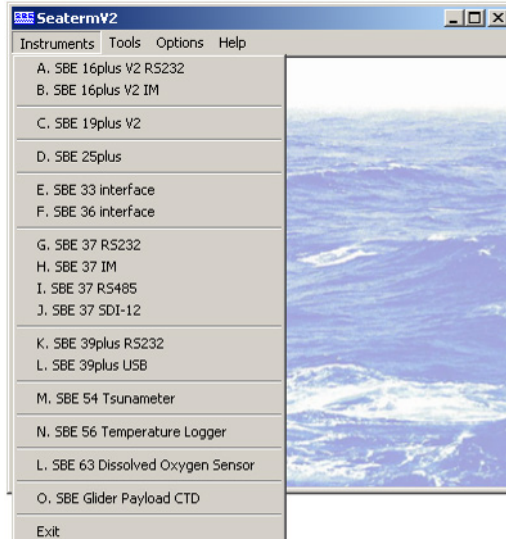 SBE SeatermV2
Instruments Tools Options Help
A. SBE 16plus V2 RS232
B. SBE 16plus V2 IM
C. SBE 19plus V2
D. SBE 25plus
E. SBE 33 interface
F. SBE 36 interface
G. SBE 37 RS232
H. SBE 37 IM
I. SBE 37 RS485
J. SBE 37 SDI-12
K. SBE 39plus RS232
L. SBE 39plus USB
M. SBE 54 Tsunameter
N. SBE 56 Temperature Logger
L. SBE 63 Dissolved Oxygen Sensor
O. SBE Glider Payload CTD
Exit